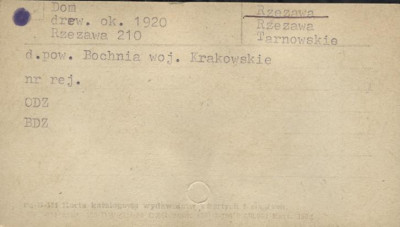 Dom
drew. ok. 1920
Rzezawa 210
Rzezawa
Rzezawa
Tarnowskie
d.pow. Bochnia woj. Krakowskie
nr rej.
ODZ
BDZ